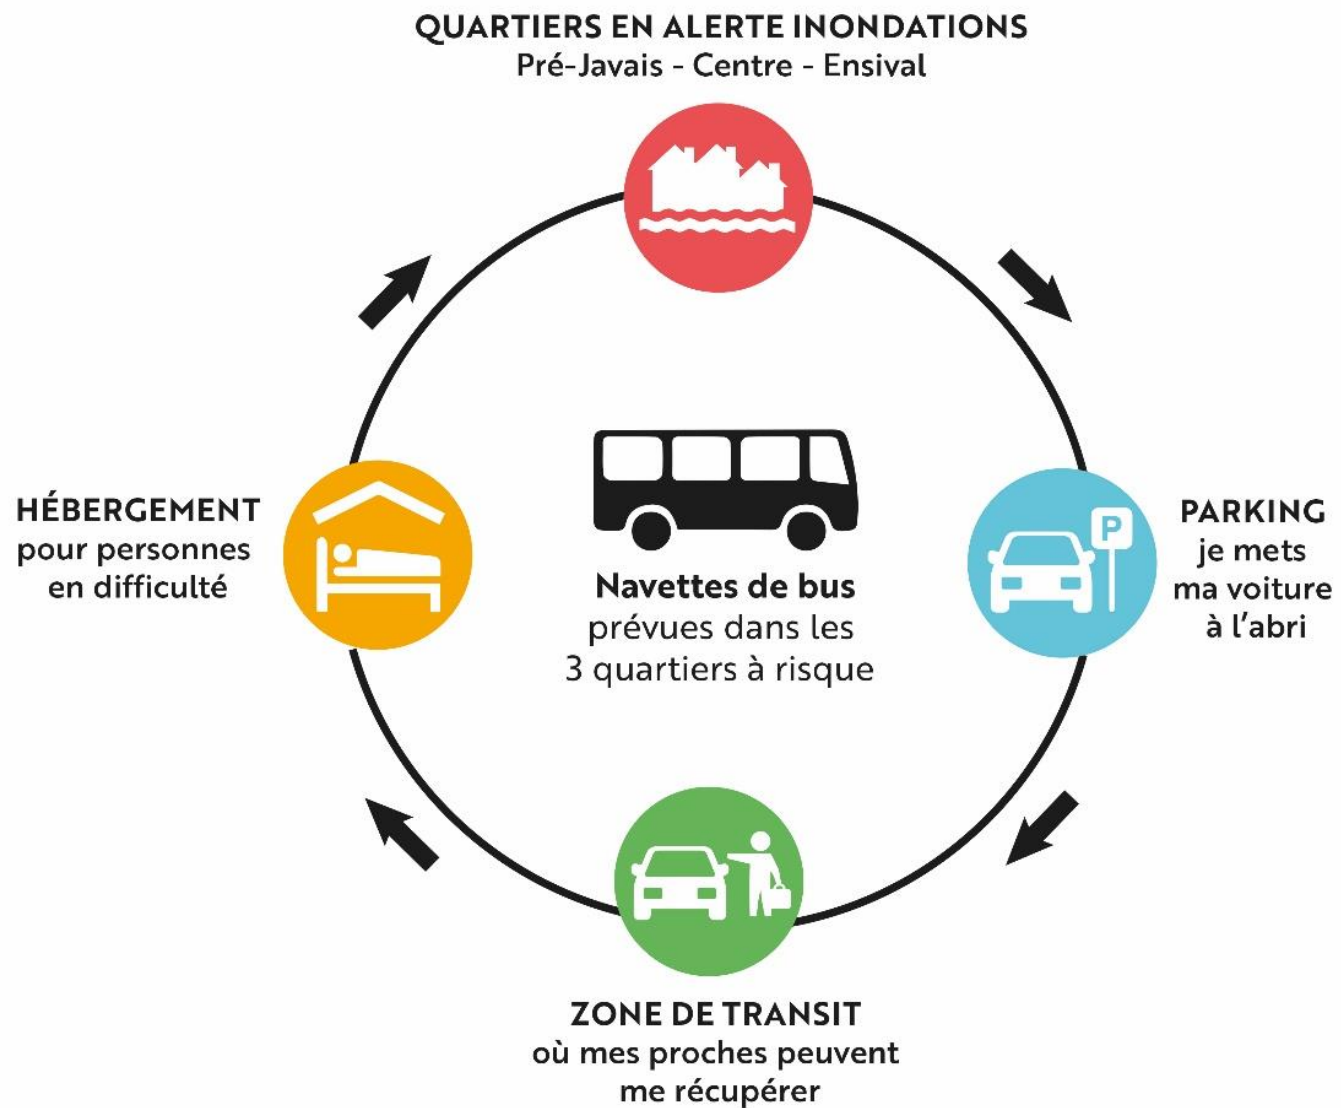 QUARTIERS EN ALERTE INONDATIONS
Pré-Javais - Centre - Ensival
HÉBERGEMENT
pour personnes
en difficulté
Navettes de bus
prévues dans les
3 quartiers à risque
P
PARKING
je mets
ma voiture
à l'abri
ZONE DE TRANSIT
où mes proches peuvent
me récupérer